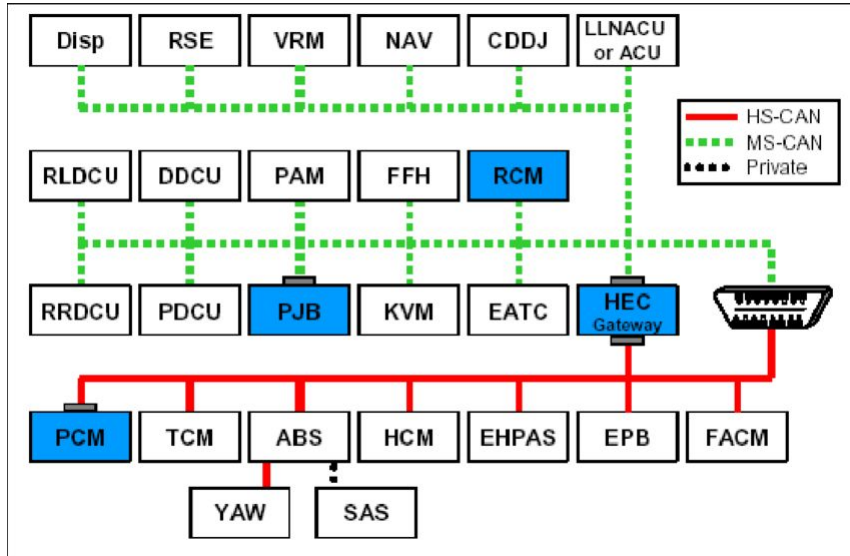 Disp
RSE
VRM
NAV
CDDJ
LLNACU
or ACU
HS-CAN
MS-CAN
Private
RLDCU
DDCU
PAM
FFH
RCM
RRDCU
PDCU
PJB
KVM
EATC
HEC
Gateway
PCM
TCM
ABS
HCM
EHPAS
EPB
FACM
YAW
SAS